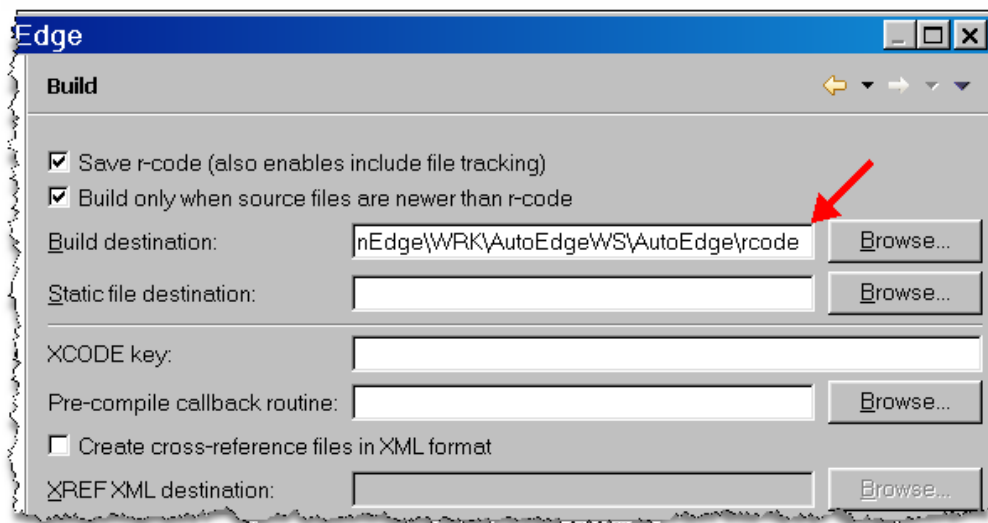 Edge
Build
Save r-code (also enables include file tracking)
Build only when source files are newer than r-code
Build destination: nEdge\WRK\AutoEdgeWS\AutoEdge\rcode Browse...
Static file destination: Browse...
XCODE key:
Pre-compile callback routine: Browse...
Create cross-reference files in XML format
XREF XML destination: Browse...